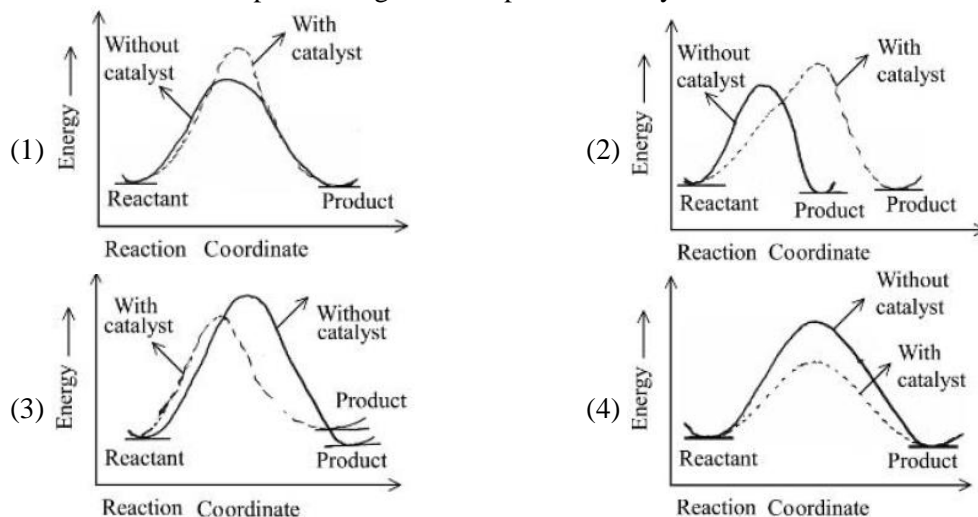 Without
catalyst
With
catalyst
(1)
Energy
Reactant
Product
Reaction Coordinate
Without
catalyst
With
catalyst
(2)
Energy
Reactant
Product
Product
Reaction Coordinate
With
catalyst
Without
catalyst
(3)
Energy
Product
Reactant
Product
Reaction Coordinate
Without
catalyst
With
catalyst
(4)
Energy
Reactant
Product
Reaction Coordinate